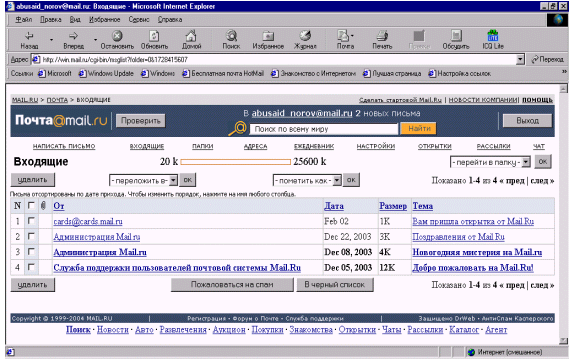 abusaid_norov@mail.ru: Входящие - Microsoft Internet Explorer
Файл Правка Вид Избранное Сервис Справка
Назад Вперед Остановить Обновить Домой Поиск Избранное Журнал Почта Печать Правка Обсудить ICQ Lite
Адрес http://win.mail.ru/cgi-bin/msglist?folder=0&1728415607 Переход
Ссылки Microsoft Windows Update Windows Бесплатная почта HotMail Знакомство с Интернетом Лучшая страница Настройка ссылок
MAIL.RU > ПОЧТА > ВХОДЯЩИЕ Сделать стартовой Mail.Ru | НОВОСТИ КОМПАНИИ| ПОМОЩЬ
Почта@mail.ru Проверить В abusaid_norov@mail.ru 2 новых письма Выход
Поиск по всему миру Найти
НАПИСАТЬ ПИСЬМО ВХОДЯЩИЕ ПАПКИ АДРЕСА ЕЖЕДНЕВНИК НАСТРОЙКИ ОТКРЫТКИ РАССЫЛКИ ЧАТ
Входящие 20 k 25600 k -перейти в папку- ок
удалить -переложить в- ок -пометить как- ок Показано 1-4 из 4 « пред | след »
Письма отсортированы по дате прихода. Чтобы изменить порядок, нажмите на имя любого столбца.
N От Дата Размер Тема
1 cards@cards.mail.ru Feb 02 1K Вам пришла открытка от Mail.Ru
2 Администрация Mail.ru Dec 22, 2003 3K Поздравления от Mail.Ru
3 Администрация Mail.ru Dec 08, 2003 4K Новогодняя мистерия на Mail.ru
4 Служба поддержки пользователей почтовой системы Mail.Ru Dec 05, 2003 12K Добро пожаловать на Mail.Ru!
удалить Пожаловаться на спам В черный список Показано 1-4 из 4 « пред | след »
Copyright © 1999-2004 MAIL.RU | Регистрация • Форум о Почте • Служба поддержки | Защищено DrWeb • АнтиСпам Касперского
Поиск · Новости · Авто · Развлечения · Аукцион · Покупки · Знакомства · Открытки · Чаты · Рассылки · Каталог · Агент
Интернет (смешанное)